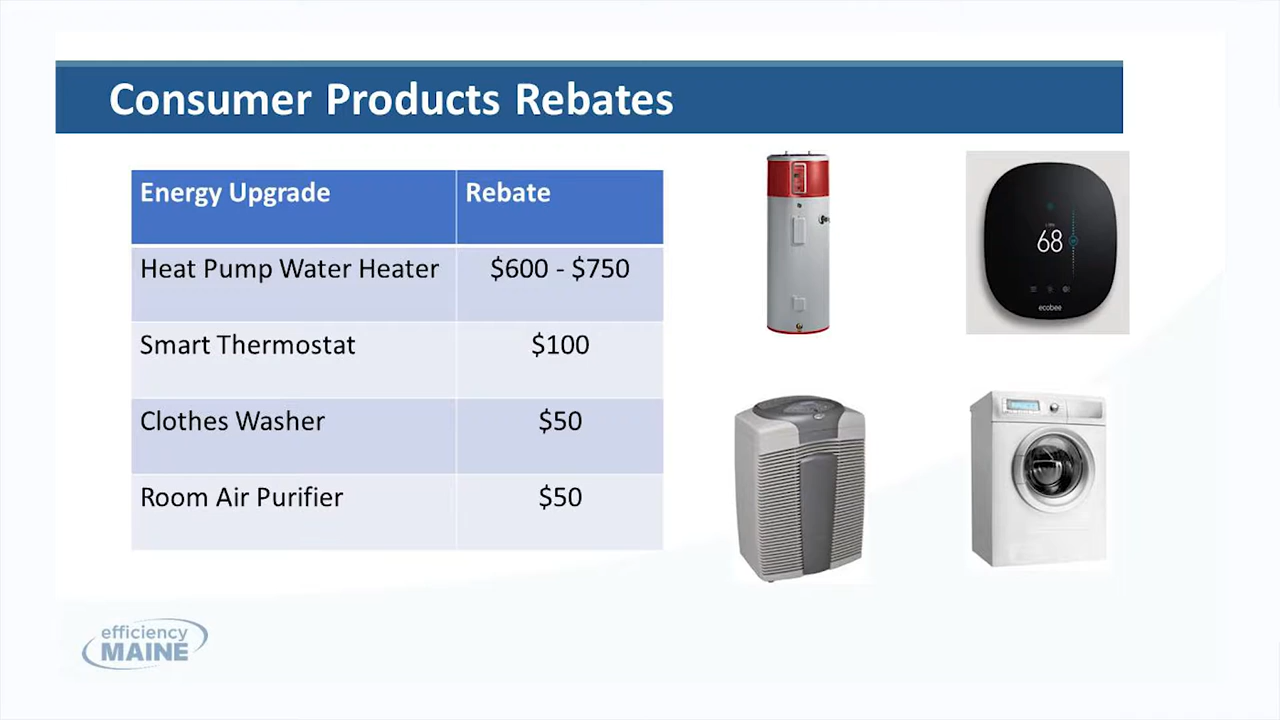 Consumer Products Rebates
Energy Upgrade Rebate
Heat Pump Water Heater $600 - $750
Smart Thermostat $100
Clothes Washer $50
Room Air Purifier $50
68
ecobee
efficiency
MAINE